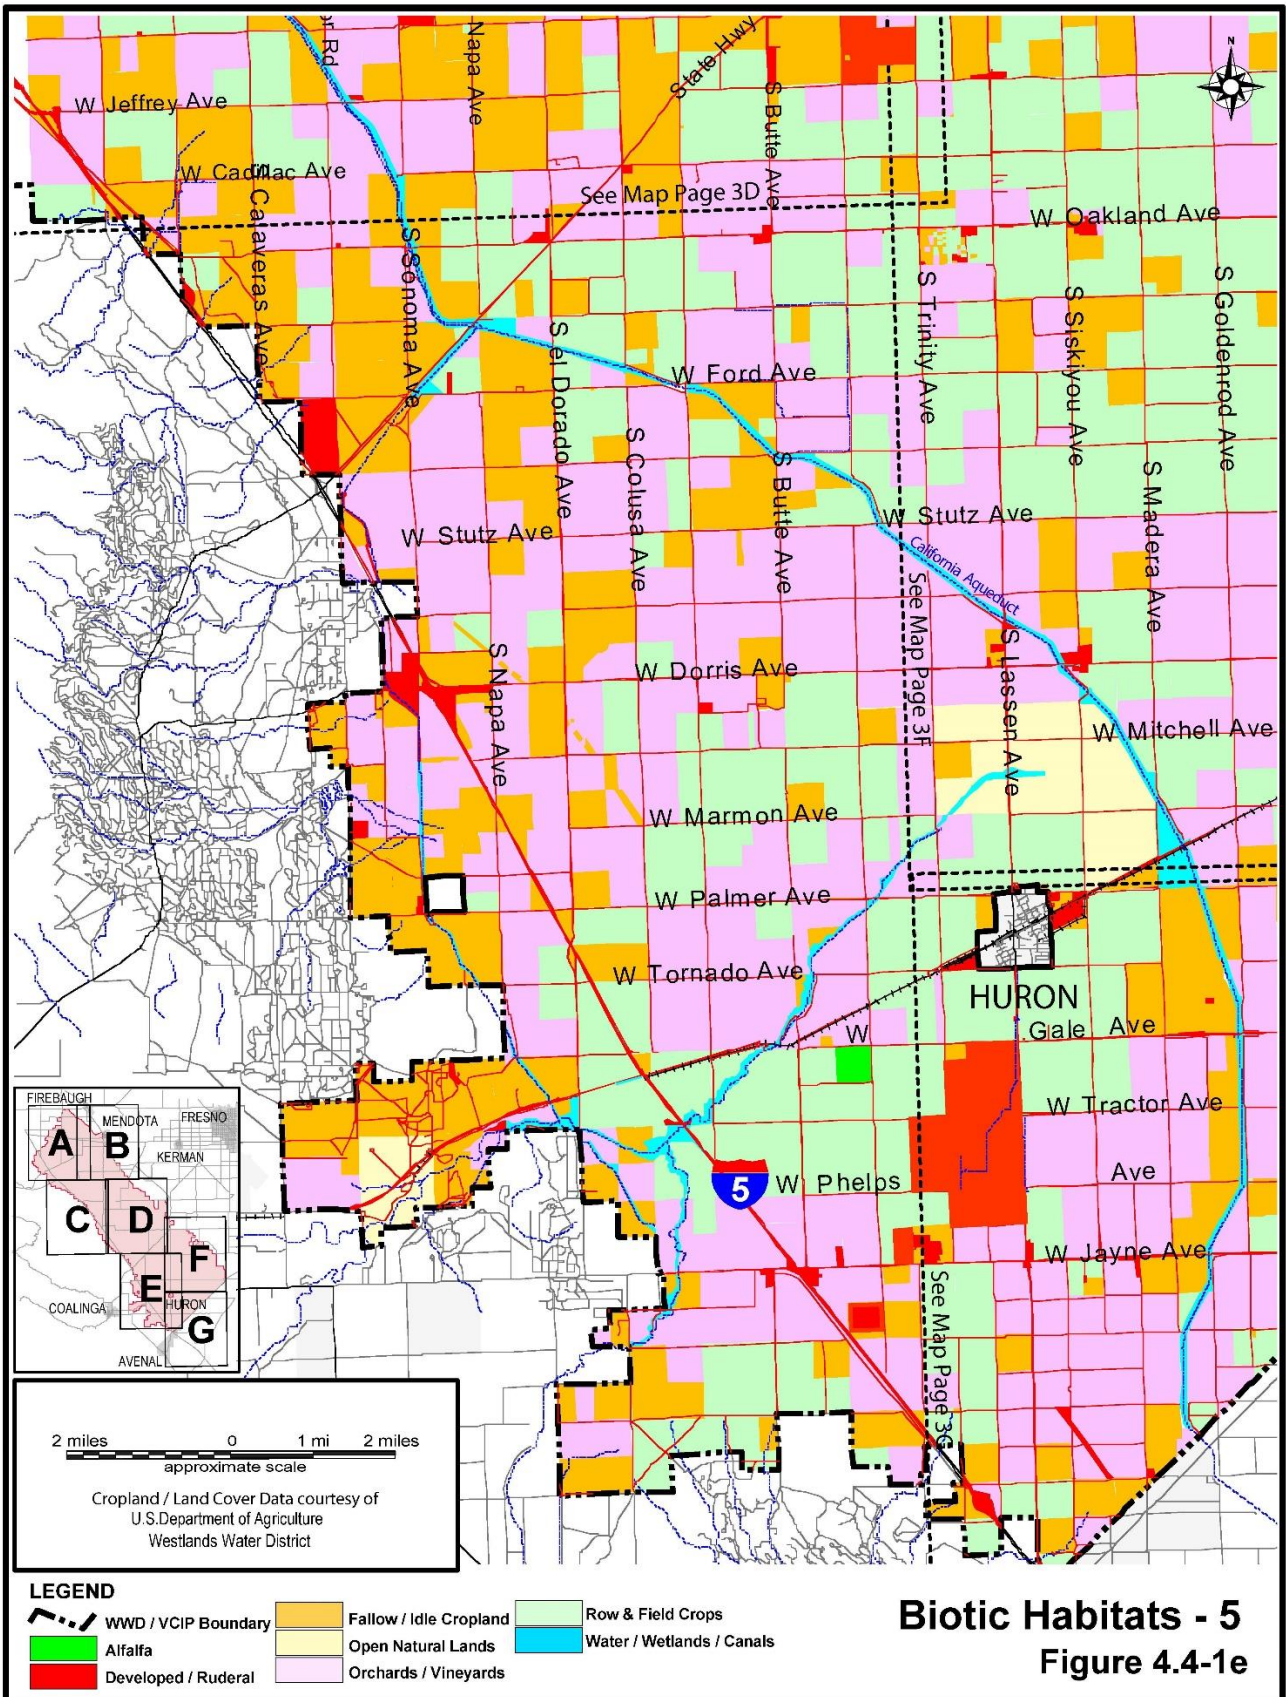 or Rd
Napa Ave
State Hwy
S Butte Ave
N
W Jeffrey Ave
W Cadillac Ave
See Map Page 3D
W Oakland Ave
S Calaveras Ave
S Sonoma Ave
S Trinity Ave
S Siskiyou Ave
S Goldenrod Ave
S el Dorado Ave
W Ford Ave
S Colusa Ave
S Butte Ave
S Madera Ave
W Stutz Ave
W Stutz Ave
California Aqueduct
See Map Page 3F
S Lassen Ave
S Napa Ave
W Dorris Ave
W Mitchell Ave
W Marmon Ave
W Palmer Ave
W Tornado Ave
HURON
W
Gale Ave
W Tractor Ave
5
W Phelps
Ave
W Jayne Ave
See Map Page 3G
FIREBAUGH
MENDOTA
FRESNO
KERMAN
A
B
C
D
F
E
HURON
COALINGA
G
AVENAL
2 miles 0 1 mi 2 miles
approximate scale
Cropland / Land Cover Data courtesy of
U.S.Department of Agriculture
Westlands Water District
LEGEND
WWD / VCIP Boundary
Alfalfa
Developed / Ruderal
Fallow / Idle Cropland
Open Natural Lands
Orchards / Vineyards
Row & Field Crops
Water / Wetlands / Canals
Biotic Habitats - 5
Figure 4.4-1e